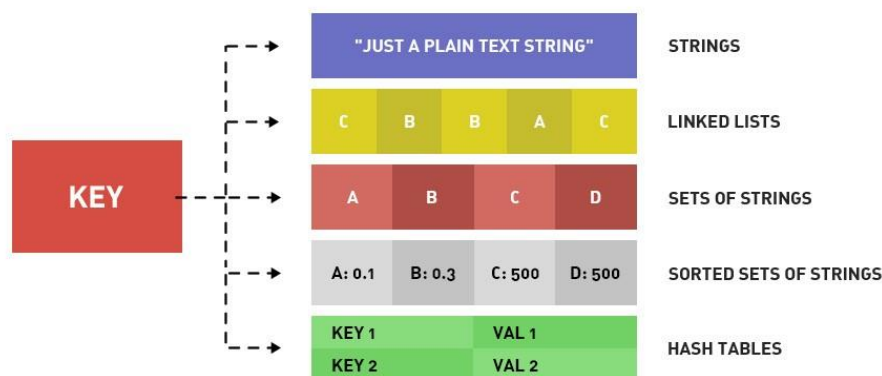 "JUST A PLAIN TEXT STRING" STRINGS
C B B A C LINKED LISTS
KEY
A B C D SETS OF STRINGS
A: 0.1 B: 0.3 C: 500 D: 500 SORTED SETS OF STRINGS
KEY 1 VAL 1
HASH TABLES
KEY 2 VAL 2